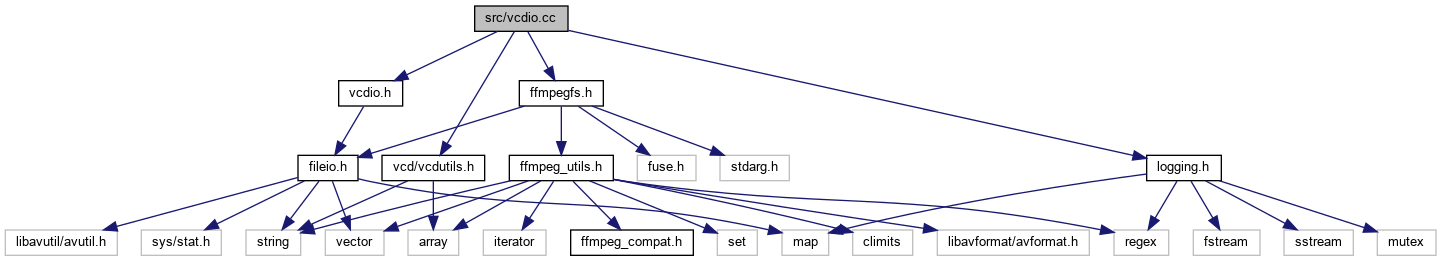 src/vcdio.cc
vcdio.h
ffmpegfs.h
fileio.h
vcd/vcdutils.h
ffmpeg_utils.h
fuse.h
stdarg.h
logging.h
libavutil/avutil.h
sys/stat.h
string
vector
array
iterator
ffmpeg_compat.h
set
map
climits
libavformat/avformat.h
regex
fstream
sstream
mutex